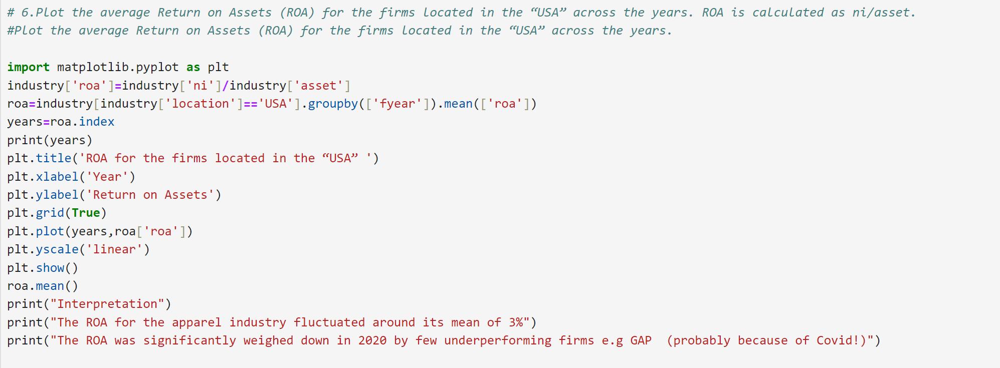 # 6.Plot the average Return on Assets (ROA) for the firms located in the “USA” across the years. ROA is calculated as ni/asset.
#Plot the average Return on Assets (ROA) for the firms located in the “USA” across the years.
import matplotlib.pyplot as plt
industry['roa']=industry['ni']/industry['asset']
roa=industry[industry['location']=='USA'].groupby(['fyear']).mean(['roa'])
years=roa.index
print(years)
plt.title('ROA for the firms located in the “USA” ')
plt.xlabel('Year')
plt.ylabel('Return on Assets')
plt.grid(True)
plt.plot(years,roa['roa'])
plt.yscale('linear')
plt.show()
roa.mean()
print("Interpretation")
print("The ROA for the apparel industry fluctuated around its mean of 3%")
print("The ROA was significantly weighed down in 2020 by few underperforming firms e.g GAP  (probably because of Covid!)")